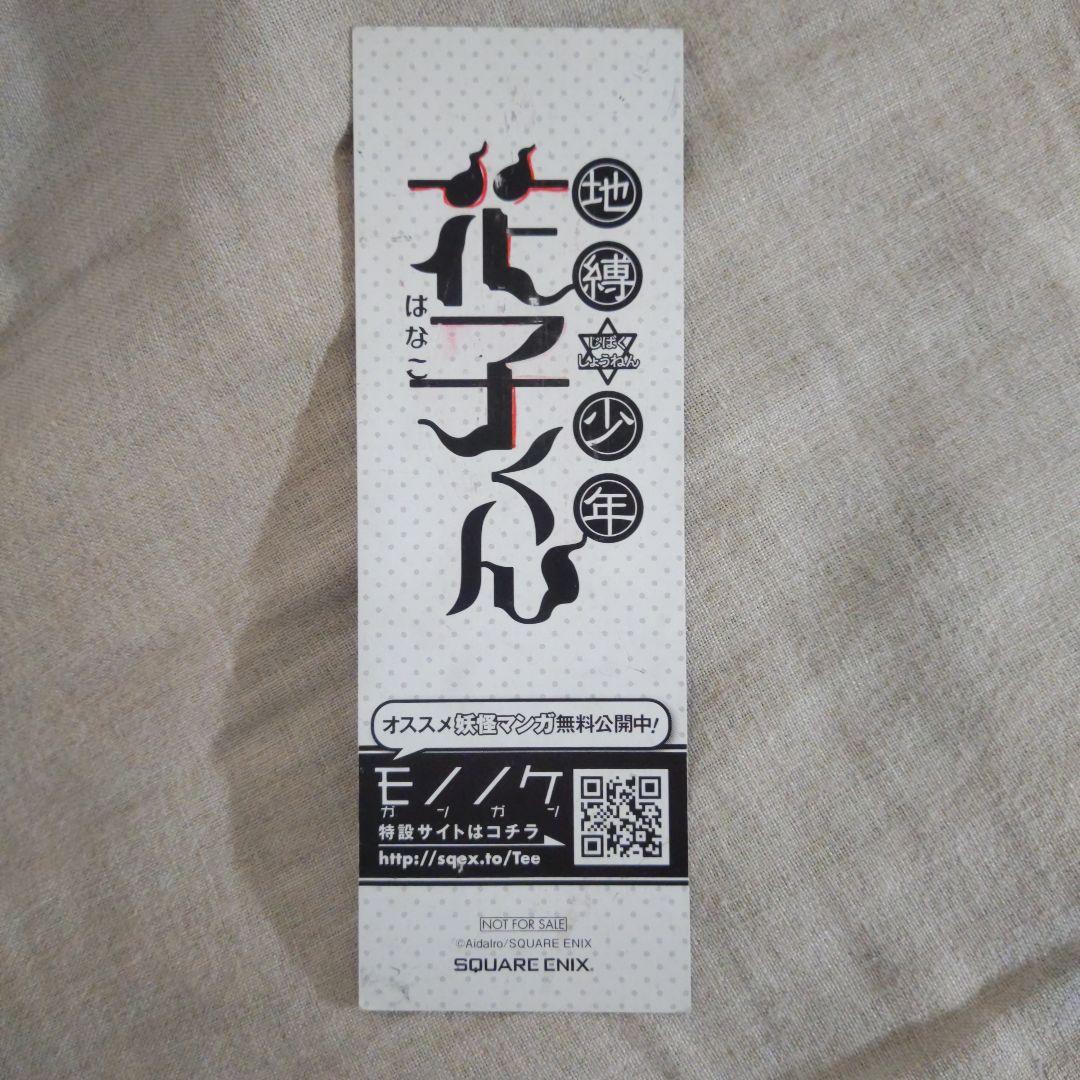 地縛少年
じばく
しょうねん
花子くん
はなこ
オススメ妖怪マンガ無料公開中!
モノノケ
ガンガン
特設サイトはコチラ
http://sqex.to/Tee
NOT FOR SALE
©AidaIro/SQUARE ENIX
SQUARE ENIX®